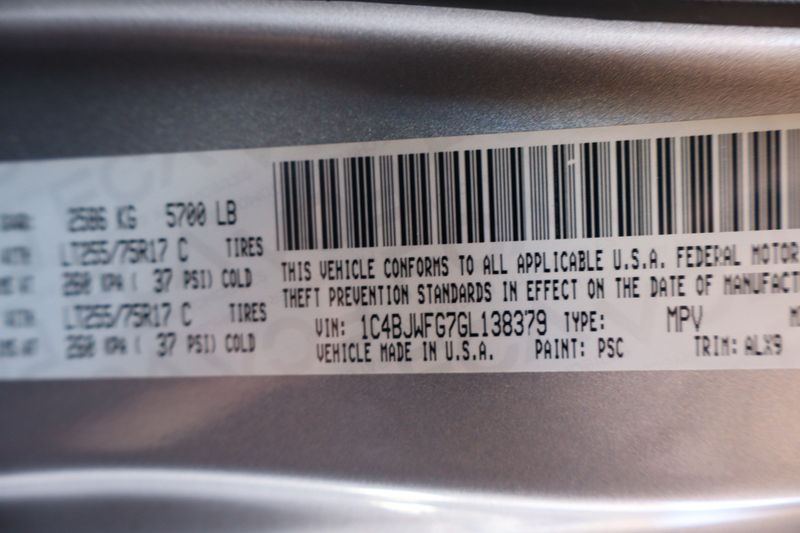 2586 KG 5700 LB
LT255/75R17 C TIRES
260 KPA ( 37 PSI) COLD
LT255/75R17 C TIRES
260 KPA ( 37 PSI) COLD
THIS VEHICLE CONFORMS TO ALL APPLICABLE U.S.A. FEDERAL MOTOR
THEFT PREVENTION STANDARDS IN EFFECT ON THE DATE OF MANUFACT
VIN: 1C4BJWFG7GL138379 TYPE: MPV
VEHICLE MADE IN U.S.A. PAINT: PSC TRIM: ALX9